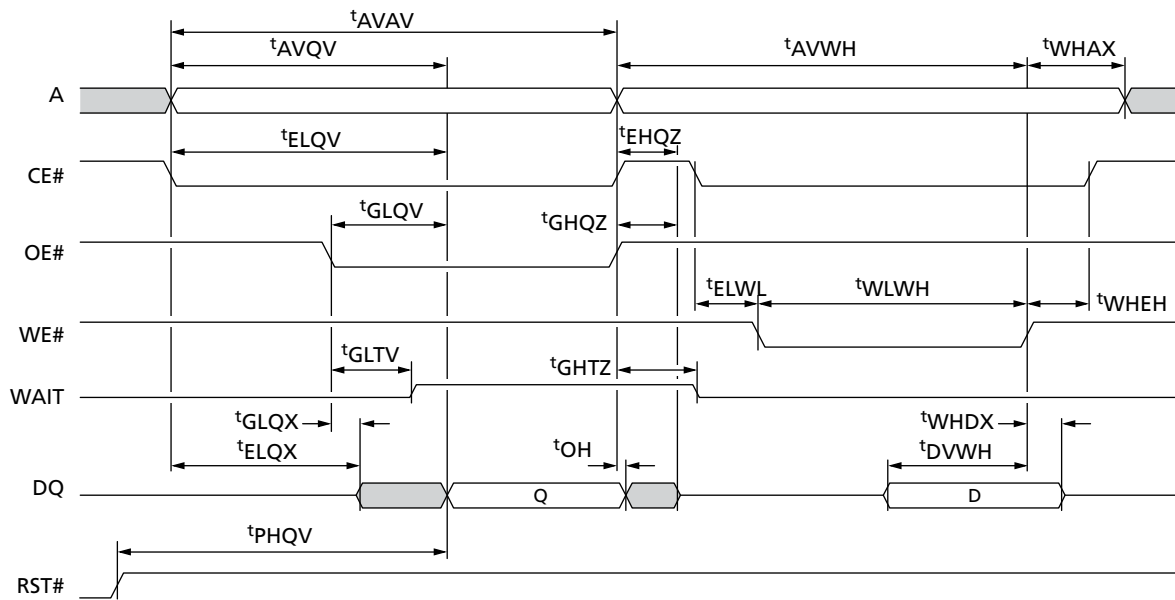 tAVAV
tAVQV
tAVWH
tWHAX
A
tELQV
tEHQZ
CE#
tGLQV
tGHQZ
OE#
tELWL
tWLWH
tWHEH
WE#
tGLTV
tGHTZ
WAIT
tGLQX
tWHDX
tELQX
tOH
tDVWH
DQ
Q
D
tPHQV
RST#